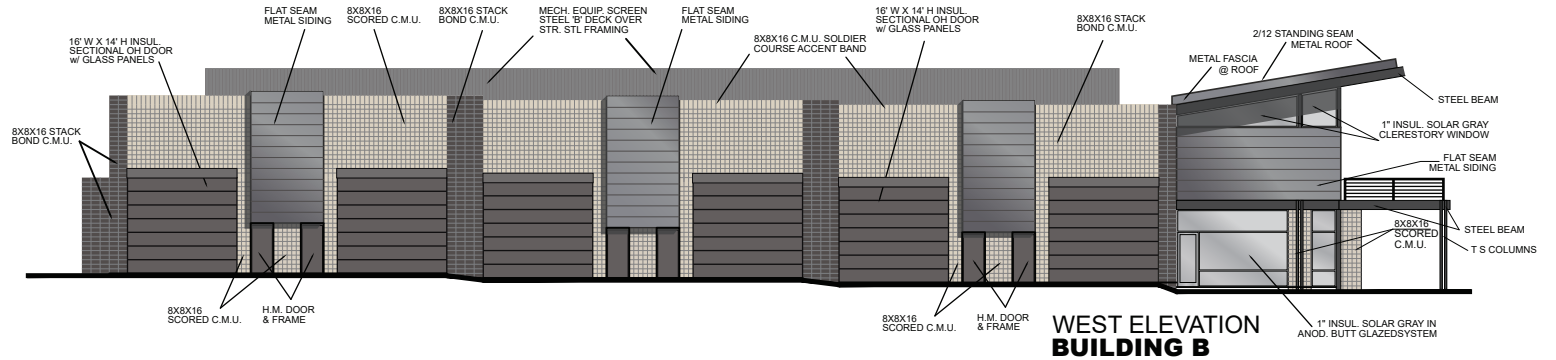 FLAT SEAM
METAL SIDING
8X8X16
SCORED C.M.U.
8X8X16 STACK
BOND C.M.U.
MECH. EQUIP. SCREEN
STEEL 'B' DECK OVER
STR. STL FRAMING
FLAT SEAM
METAL SIDING
16' W X 14' H INSUL.
SECTIONAL OH DOOR
w/ GLASS PANELS
8X8X16 STACK
BOND C.M.U.
16' W X 14' H INSUL.
SECTIONAL OH DOOR
w/ GLASS PANELS
8X8X16 C.M.U. SOLDIER
COURSE ACCENT BAND
2/12 STANDING SEAM
METAL ROOF
METAL FASCIA
@ ROOF
STEEL BEAM
8X8X16 STACK
BOND C.M.U.
1" INSUL. SOLAR GRAY
CLERESTORY WINDOW
FLAT SEAM
METAL SIDING
8X8X16
SCORED
C.M.U.
STEEL BEAM
T S COLUMNS
8X8X16
SCORED C.M.U.
H.M. DOOR
& FRAME
8X8X16
SCORED C.M.U.
H.M. DOOR
& FRAME
1" INSUL. SOLAR GRAY IN
ANOD. BUTT GLAZEDSYSTEM
WEST ELEVATION
BUILDING B